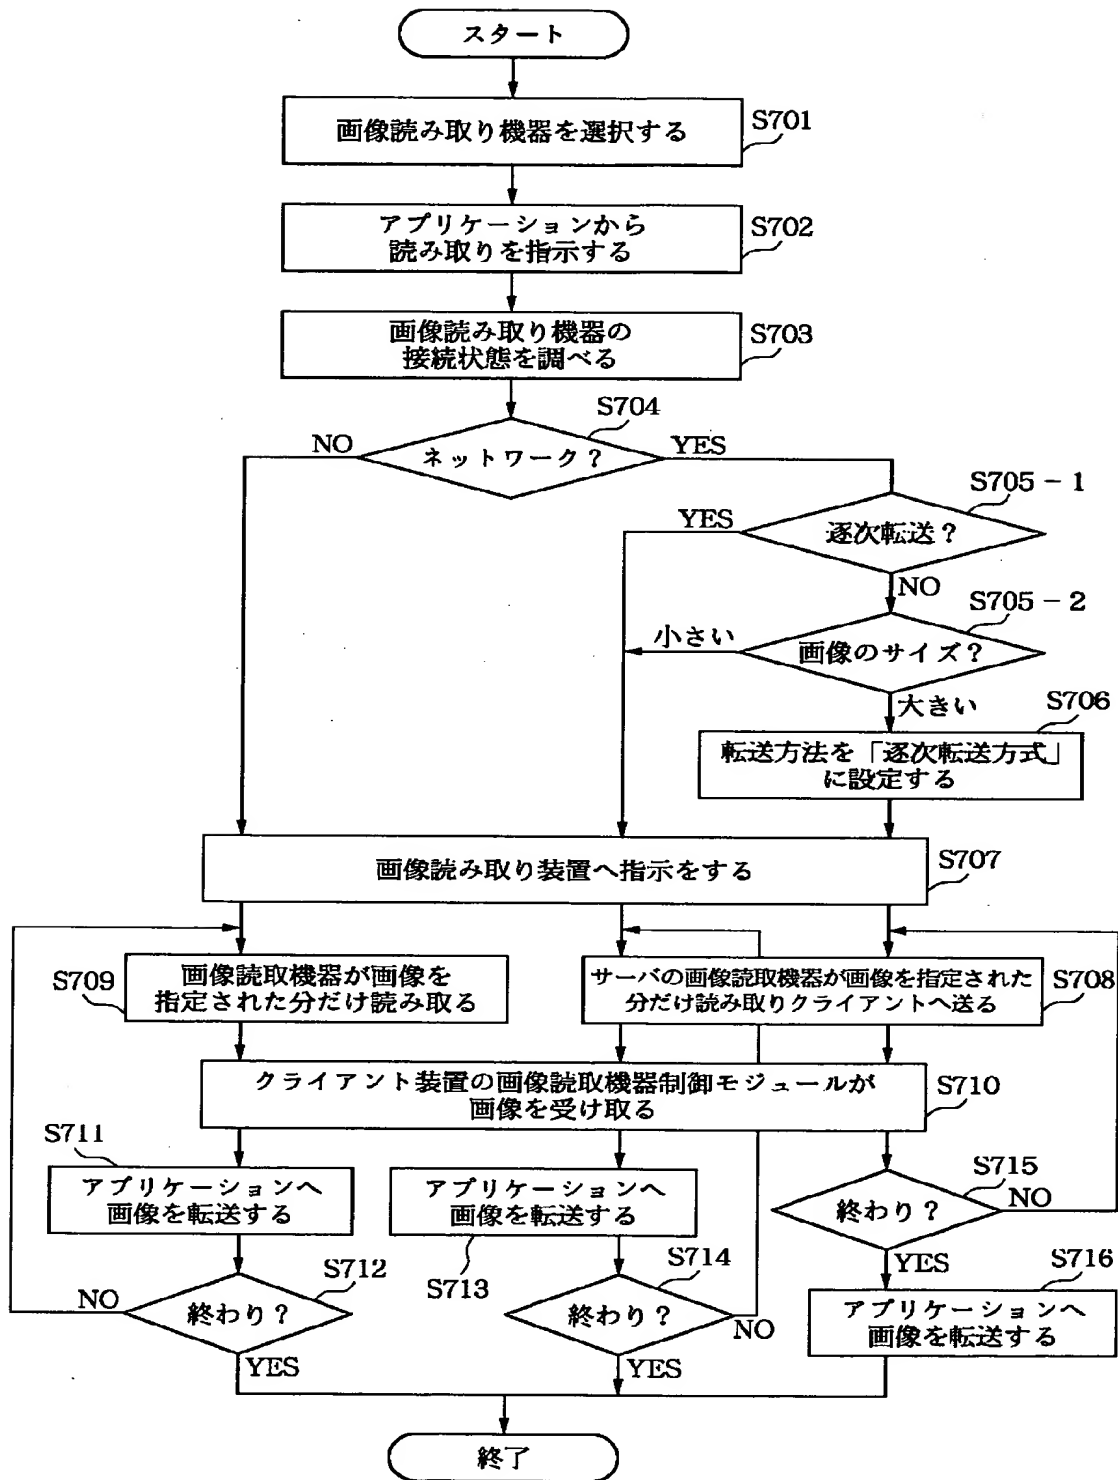 スタート
画像読み取り機器を選択する
S701
アプリケーションから
読み取りを指示する
S702
画像読み取り機器の
接続状態を調べる
S703
S704
NO
ネットワーク?
YES
S705-1
YES
逐次転送?
NO
S705-2
小さい
画像のサイズ?
大きい
S706
転送方法を「逐次転送方式」
に設定する
画像読み取り装置へ指示をする
S707
S709
画像読取機器が画像を
指定された分だけ読み取る
サーバの画像読取機器が画像を指定された
分だけ読み取りクライアントへ送る
S708
クライアント装置の画像読取機器制御モジュールが
画像を受け取る
S710
S711
アプリケーションへ
画像を転送する
アプリケーションへ
画像を転送する
S713
S715
終わり?
NO
YES
S712
NO
終わり?
YES
S714
終わり?
NO
YES
S716
アプリケーションへ
画像を転送する
終了